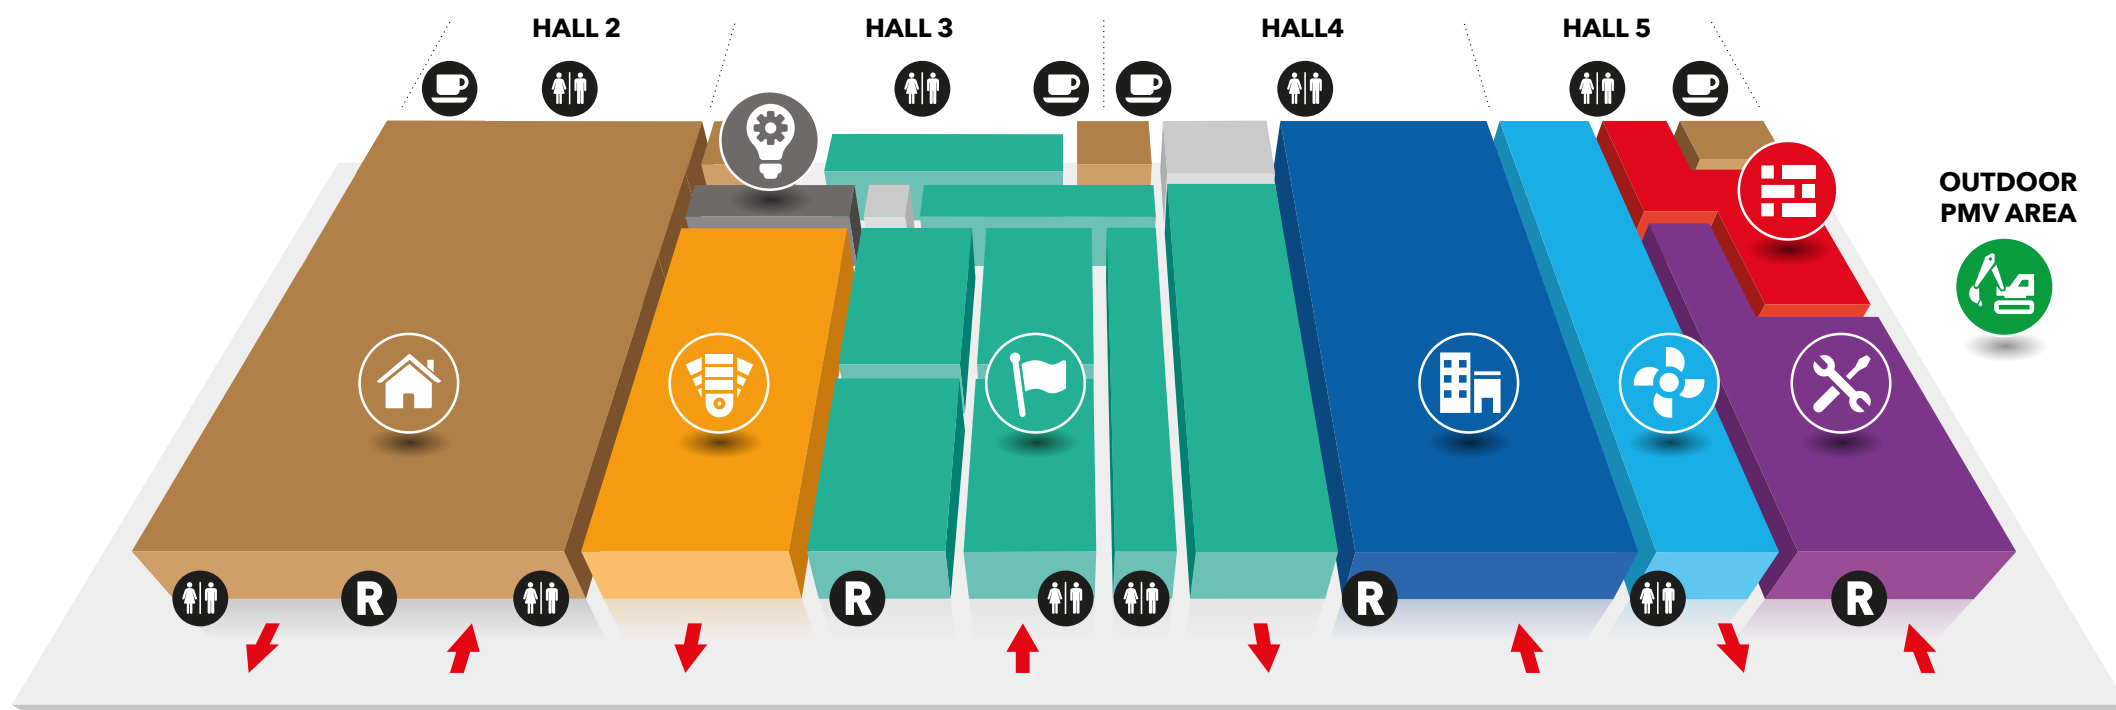 HALL 2
HALL 3
HALL4
HALL 5
OUTDOOR
PMV AREA
R
R
R
R